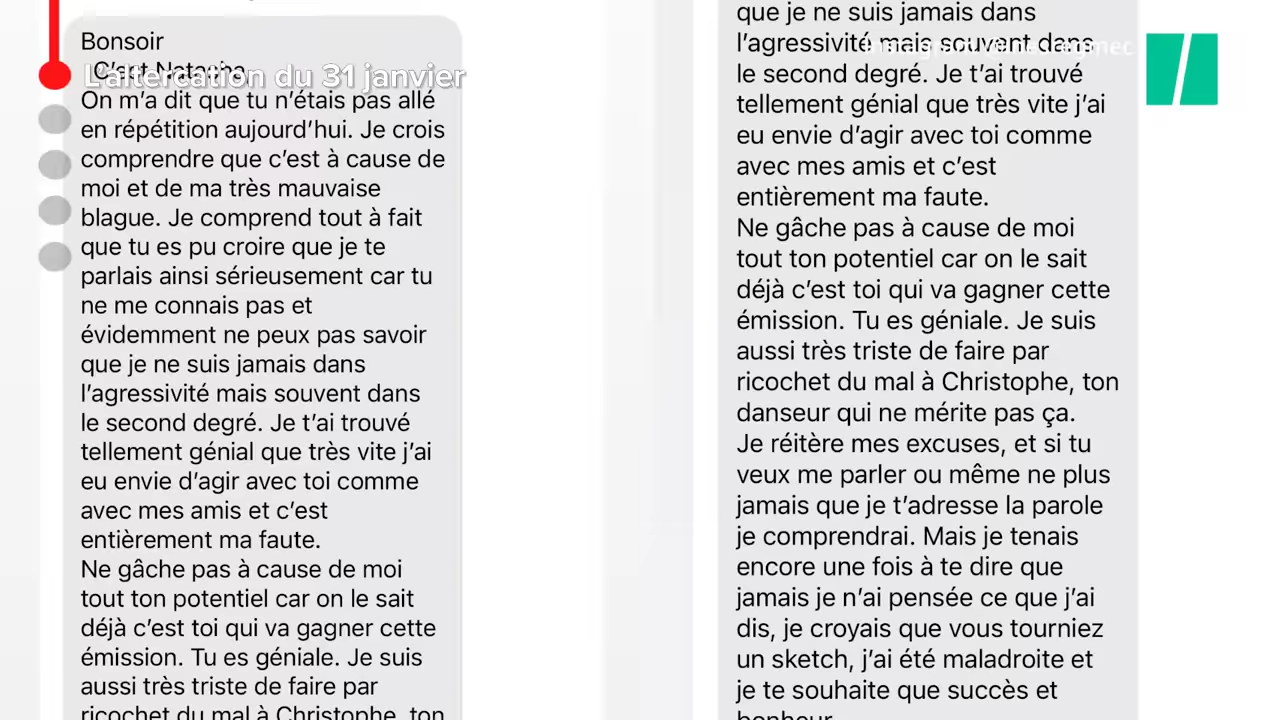 Bonsoir
C'est Natasha
L'altercation du 31 janvier
On m'a dit que tu n'étais pas allé
en répétition aujourd'hui. Je crois
comprendre que c'est à cause de
moi et de ma très mauvaise
blague. Je comprend tout à fait
que tu es pu croire que je te
parlais ainsi sérieusement car tu
ne me connais pas et
évidemment ne peux pas savoir
que je ne suis jamais dans
l'agressivité mais souvent dans
le second degré. Je t'ai trouvé
tellement génial que très vite j'ai
eu envie d'agir avec toi comme
avec mes amis et c'est
entièrement ma faute.
Ne gâche pas à cause de moi
tout ton potentiel car on le sait
déjà c'est toi qui va gagner cette
émission. Tu es géniale. Je suis
aussi très triste de faire par
ricochet du mal à Christophe, ton
que je ne suis jamais dans
l'agressivité mais souvent dans
le second degré. Je t'ai trouvé
tellement génial que très vite j'ai
eu envie d'agir avec toi comme
avec mes amis et c'est
entièrement ma faute.
Ne gâche pas à cause de moi
tout ton potentiel car on le sait
déjà c'est toi qui va gagner cette
émission. Tu es géniale. Je suis
aussi très triste de faire par
ricochet du mal à Christophe, ton
danseur qui ne mérite pas ça.
Je réitère mes excuses, et si tu
veux me parler ou même ne plus
jamais que je t'adresse la parole
je comprendrai. Mais je tenais
encore une fois à te dire que
jamais je n'ai pensée ce que j'ai
dis, je croyais que vous tourniez
un sketch, j'ai été maladroite et
je te souhaite que succès et
bonheur